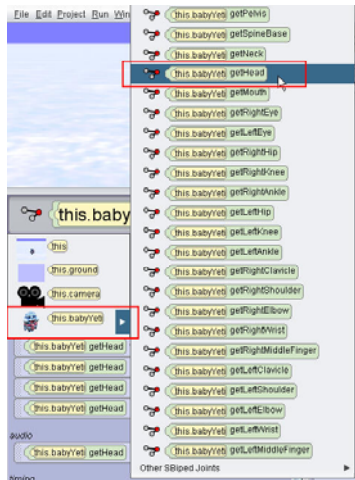 File Edit Project Run Win
this.baby
this
this.ground
this.camera
this.babyYeti
this.babyYeti getHead
this.babyYeti getHead
this.babyYeti getHead
this.babyYeti getHead
audio
this.babyYeti getHead
timing
this.babyYeti getPelvis
this.babyYeti getSpineBase
this.babyYeti getNeck
this.babyYeti getHead
this.babyYeti getMouth
this.babyYeti getRightEye
this.babyYeti getLeftEye
this.babyYeti getRightHip
this.babyYeti getRightKnee
this.babyYeti getRightAnkle
this.babyYeti getLeftHip
this.babyYeti getLeftKnee
this.babyYeti getLeftAnkle
this.babyYeti getRightClavicle
this.babyYeti getRightShoulder
this.babyYeti getRightElbow
this.babyYeti getRightWrist
this.babyYeti getRightMiddleFinger
this.babyYeti getLeftClavicle
this.babyYeti getLeftShoulder
this.babyYeti getLeftElbow
this.babyYeti getLeftWrist
this.babyYeti getLeftMiddleFinger
Other SBiped Joints